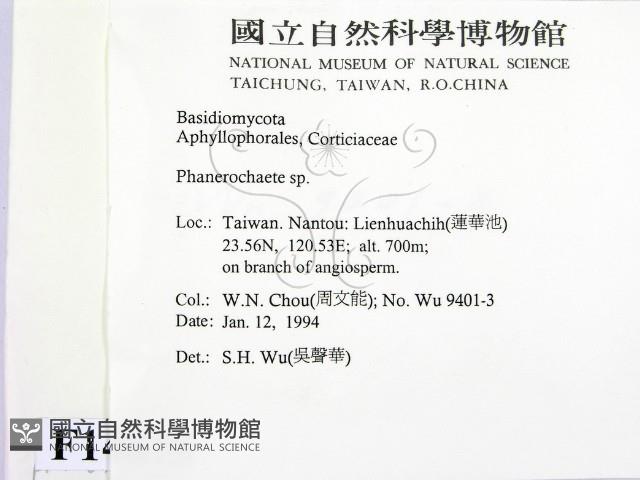 國立自然科學博物館
NATIONAL MUSEUM OF NATURAL SCIENCE
TAICHUNG, TAIWAN, R.O.CHINA
Basidiomycota
Aphyllophorales, Corticiaceae
Phanerochaete sp.
Loc.: Taiwan. Nantou: Lienhuachih(蓮華池)
23.56N, 120.53E; alt. 700m;
on branch of angiosperm.
Col.: W.N. Chou(周文能); No. Wu 9401-3
Date: Jan. 12, 1994
Det.: S.H. Wu(吳聲華)
國立自然科學博物館
NATIONAL MUSEUM OF NATURAL SCIENCE